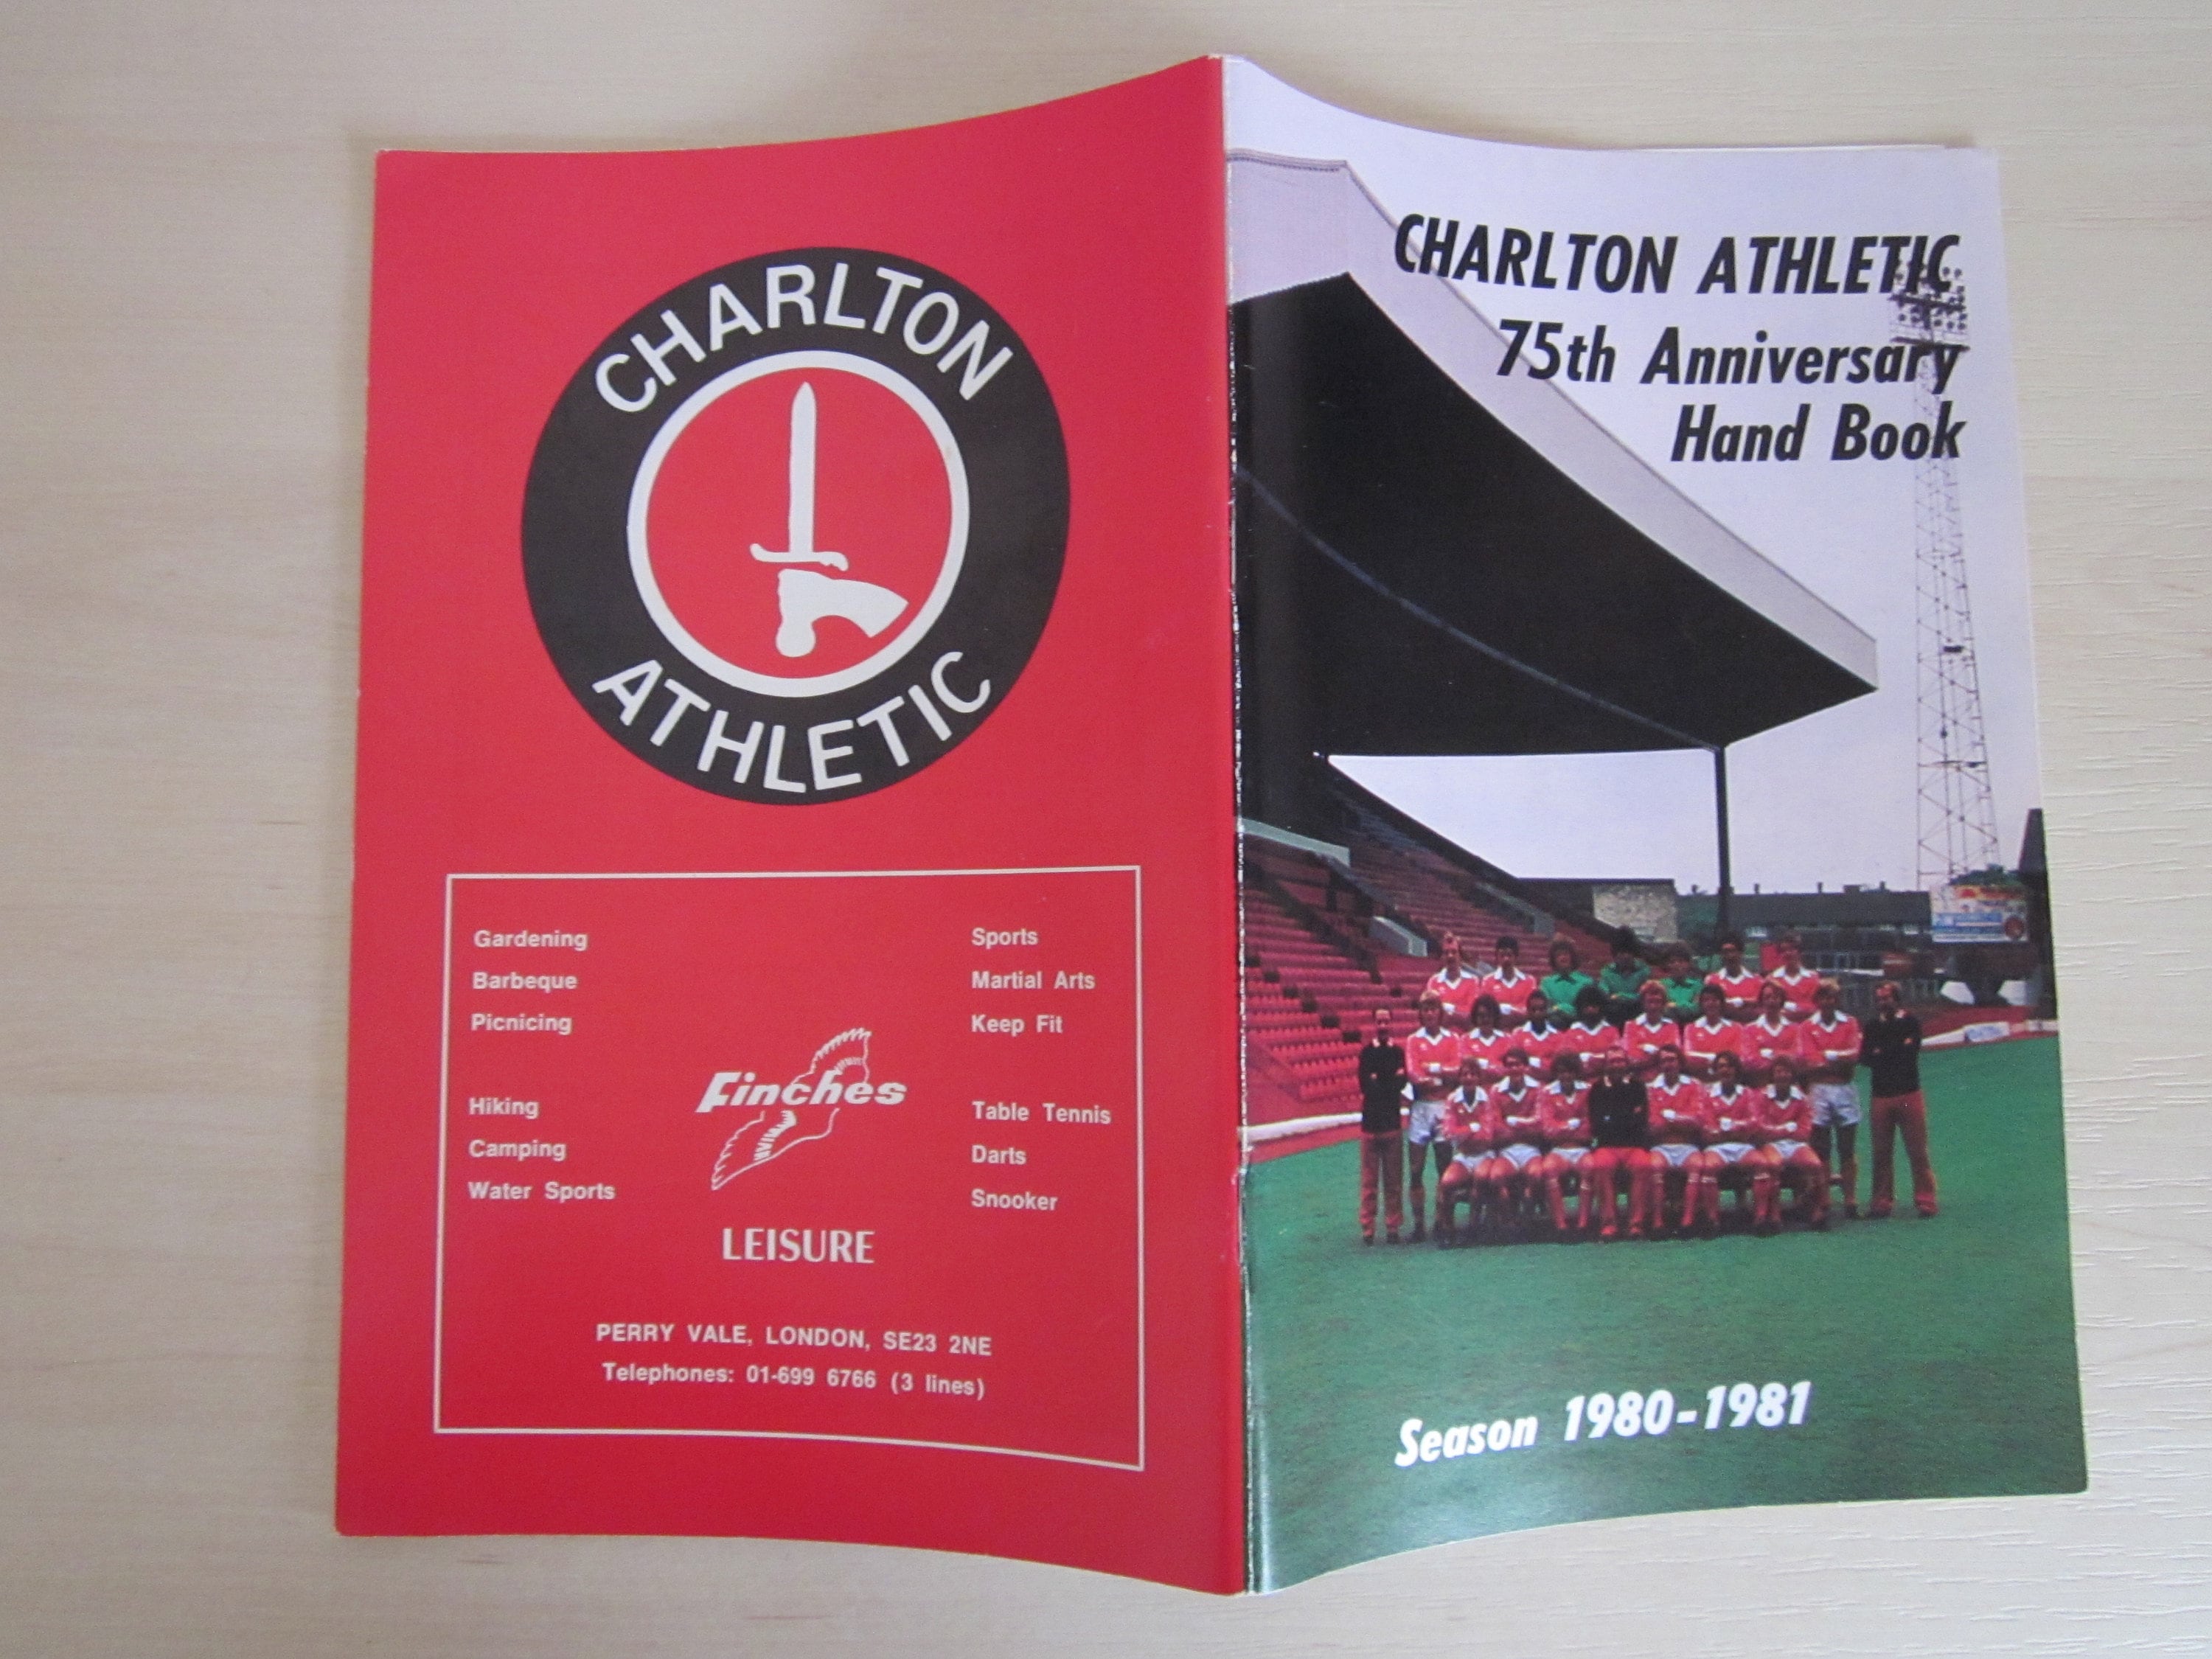 CHARLTON
ATHLETIC
Gardening
Barbeque
Picnicing
Hiking
Camping
Water Sports
Sports
Martial Arts
Keep Fit
Table Tennis
Darts
Snooker
Finches
LEISURE
PERRY VALE, LONDON, SE23 2NE
Telephones: 01-699 6766 (3 lines)
CHARLTON ATHLETIC
75th Anniversary
Hand Book
Season 1980-1981